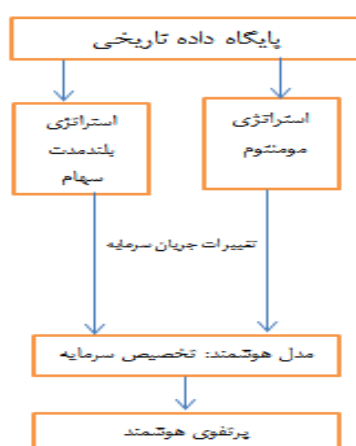 پایگاه داده تاریخی
استراتژی
مومنتوم
استراتژی
بلندمدت
سهام
تغییرات جریان سرمایه
مدل هوشمند: تخصیص سرمایه
پرتفوی هوشمند